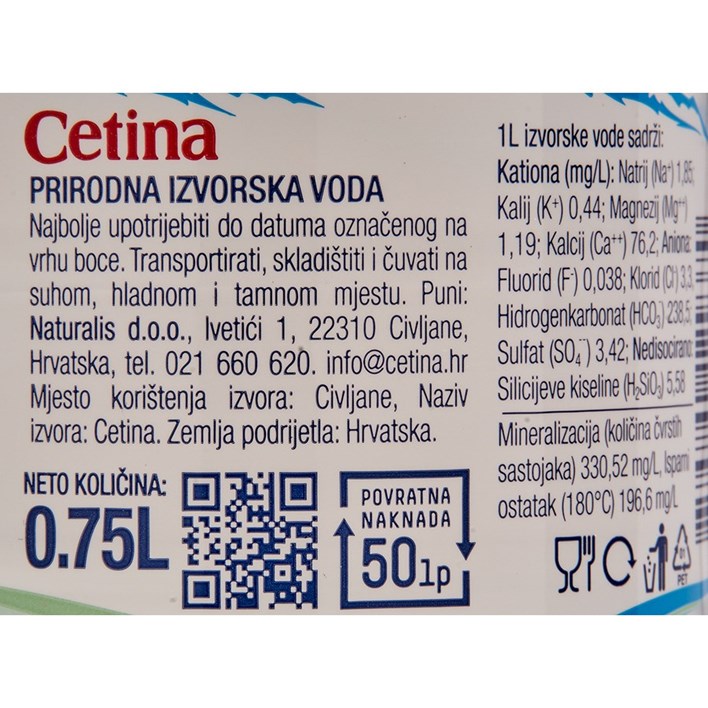 Cetina
PRIRODNA IZVORSKA VODA
Najbolje upotrijebiti do datuma označenog na
vrhu boce. Transportirati, skladištiti i čuvati na
suhom, hladnom i tamnom mjestu. Puni:
Naturalis d.o.o., Ivetići 1, 22310 Civljane,
Hrvatska, tel. 021 660 620. info@cetina.hr
Mjesto korištenja izvora: Civljane, Naziv
izvora: Cetina. Zemlja podrijetla: Hrvatska.
NETO KOLIČINA:
0.75L
POVRATNA
NAKNADA
50lp
1L izvorske vode sadrži:
Kationa (mg/L): Natrij (Na⁺) 1,85;
Kalij (K⁺) 0,44; Magnezij (Mg⁺⁺)
1,19; Kalcij (Ca⁺⁺) 76,2; Aniona:
Fluorid (F⁻) 0,038; Klorid (Cl⁻) 3,3;
Hidrogenkarbonat (HCO₃⁻) 238,5;
Sulfat (SO₄⁻⁻) 3,42; Nedisocirano:
Silicijeve kiseline (H₂SiO₃) 5,58
Mineralizacija (količina čvrstih
sastojaka) 330,52 mg/L, Ispareni
ostatak (180°C) 196,6 mg/L
01
PET